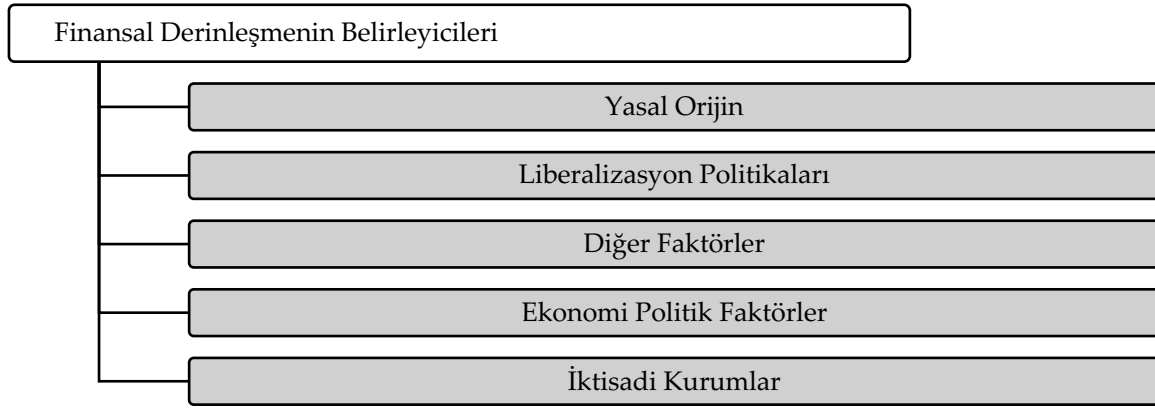 Finansal Derinleşmenin Belirleyicileri
Yasal Orijin
Liberalizasyon Politikaları
Diğer Faktörler
Ekonomi Politik Faktörler
İktisadi Kurumlar